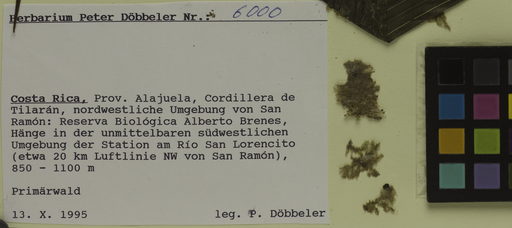 Herbarium Peter Döbbeler Nr.: 6000
Costa Rica, Prov. Alajuela, Cordillera de
Tilarán, nordwestliche Umgebung von San
Ramón: Reserva Biológica Alberto Brenes,
Hänge in der unmittelbaren südwestlichen
Umgebung der Station am Río San Lorencito
(etwa 20 km Luftlinie NW von San Ramón),
850 - 1100 m
Primärwald
13. X. 1995 leg. P. Döbbeler